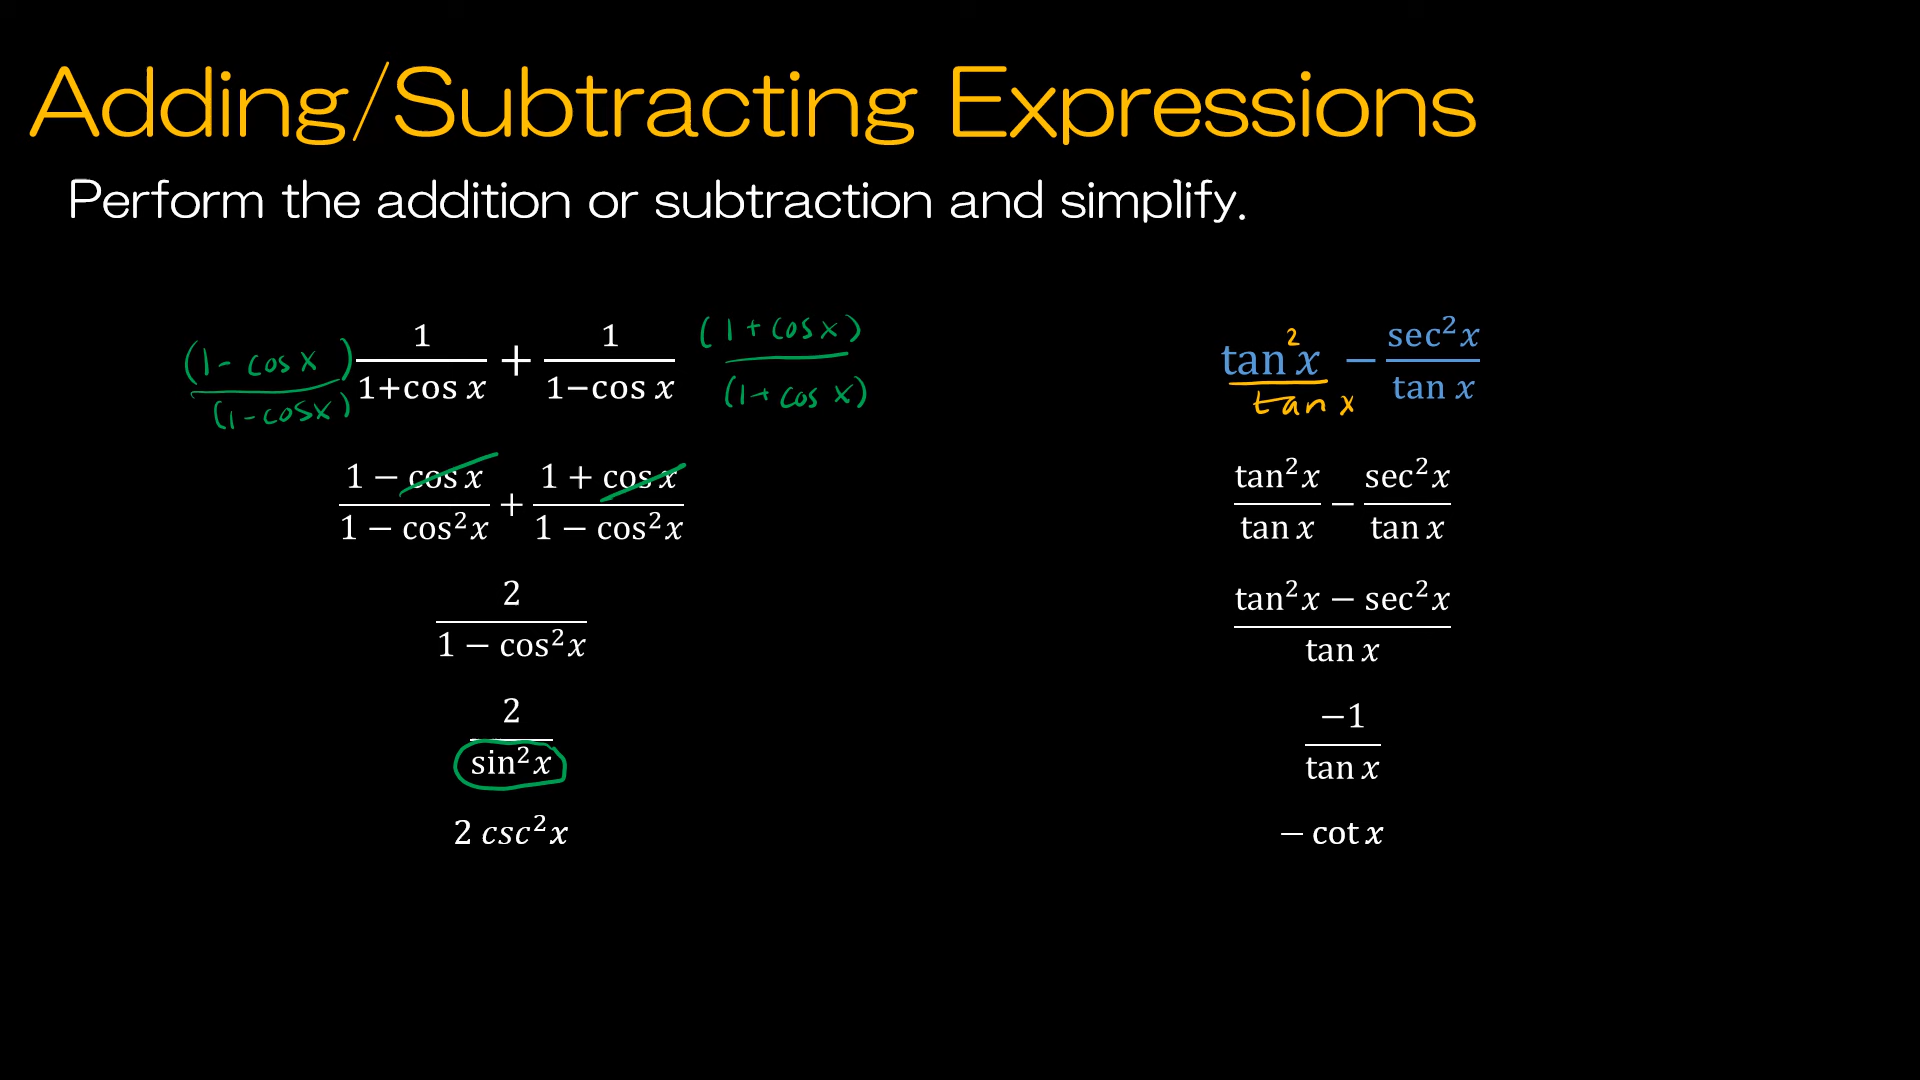 Adding/Subtracting Expressions
Perform the addition or subtraction and simplify.
(1 - cos x)/(1 - cos x) 1/(1+cos x) + 1/(1−cos x) (1 + cos x)/(1 + cos x)
(1 − cos x)/(1 − cos²x) + (1 + cos x)/(1 − cos²x)
2/(1 − cos²x)
2/sin²x
2 csc²x
tan²x/tan x − sec²x/tan x
tan²x/tan x − sec²x/tan x
(tan²x − sec²x)/tan x
−1/tan x
− cot x